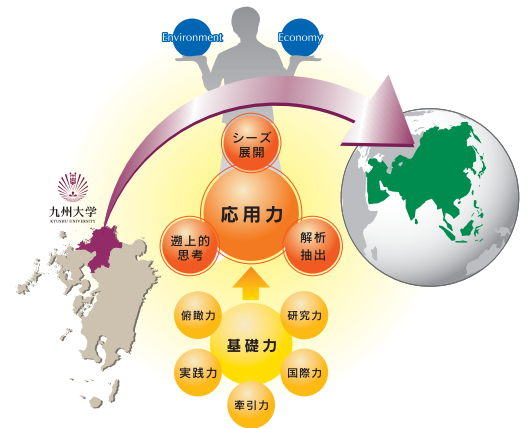 Environment
Economy
シーズ
展開
九州大学
KYUSHU UNIVERSITY
応用力
遡上的
思考
解析
抽出
俯瞰力
研究力
基礎力
実践力
国際力
牽引力